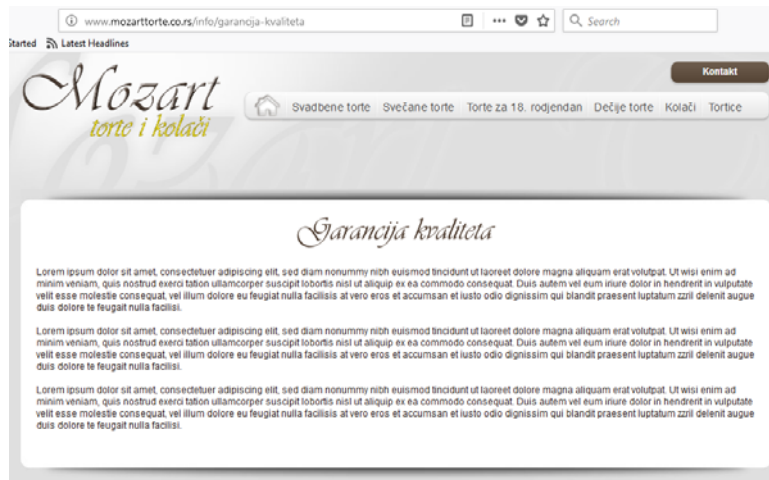 www.mozarttorte.co.rs/info/garancija-kvaliteta
Search
Started Latest Headlines
Mozart
torte i kolači
Kontakt
Svadbene torte Svečane torte Torte za 18. rodjendan Dečije torte Kolači Tortice
Garancija kvaliteta
Lorem ipsum dolor sit amet, consectetuer adipiscing elit, sed diam nonummy nibh euismod tincidunt ut laoreet dolore magna aliquam erat volutpat. Ut wisi enim ad
minim veniam, quis nostrud exerci tation ullamcorper suscipit lobortis nisl ut aliquip ex ea commodo consequat. Duis autem vel eum iriure dolor in hendrerit in vulputate
velit esse molestie consequat, vel illum dolore eu feugiat nulla facilisis at vero eros et accumsan et iusto odio dignissim qui blandit praesent luptatum zzril delenit augue
duis dolore te feugait nulla facilisi.
Lorem ipsum dolor sit amet, consectetuer adipiscing elit, sed diam nonummy nibh euismod tincidunt ut laoreet dolore magna aliquam erat volutpat. Ut wisi enim ad
minim veniam, quis nostrud exerci tation ullamcorper suscipit lobortis nisl ut aliquip ex ea commodo consequat. Duis autem vel eum iriure dolor in hendrerit in vulputate
velit esse molestie consequat, vel illum dolore eu feugiat nulla facilisis at vero eros et accumsan et iusto odio dignissim qui blandit praesent luptatum zzril delenit augue
duis dolore te feugait nulla facilisi.
Lorem ipsum dolor sit amet, consectetuer adipiscing elit, sed diam nonummy nibh euismod tincidunt ut laoreet dolore magna aliquam erat volutpat. Ut wisi enim ad
minim veniam, quis nostrud exerci tation ullamcorper suscipit lobortis nisl ut aliquip ex ea commodo consequat. Duis autem vel eum iriure dolor in hendrerit in vulputate
velit esse molestie consequat, vel illum dolore eu feugiat nulla facilisis at vero eros et accumsan et iusto odio dignissim qui blandit praesent luptatum zzril delenit augue
duis dolore te feugait nulla facilisi.